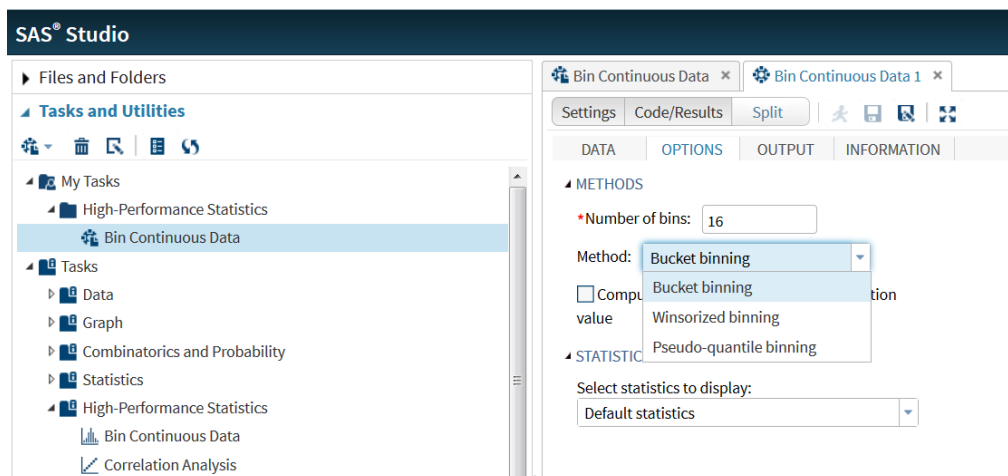 SAS® Studio
Files and Folders
Tasks and Utilities
My Tasks
High-Performance Statistics
Bin Continuous Data
Tasks
Data
Graph
Combinatorics and Probability
Statistics
High-Performance Statistics
Bin Continuous Data
Correlation Analysis
Bin Continuous Data × Bin Continuous Data 1 ×
Settings Code/Results Split
DATA OPTIONS OUTPUT INFORMATION
METHODS
*Number of bins: 16
Method: Bucket binning
Bucket binning
Winsorized binning
Pseudo-quantile binning
value
Select statistics to display:
Default statistics